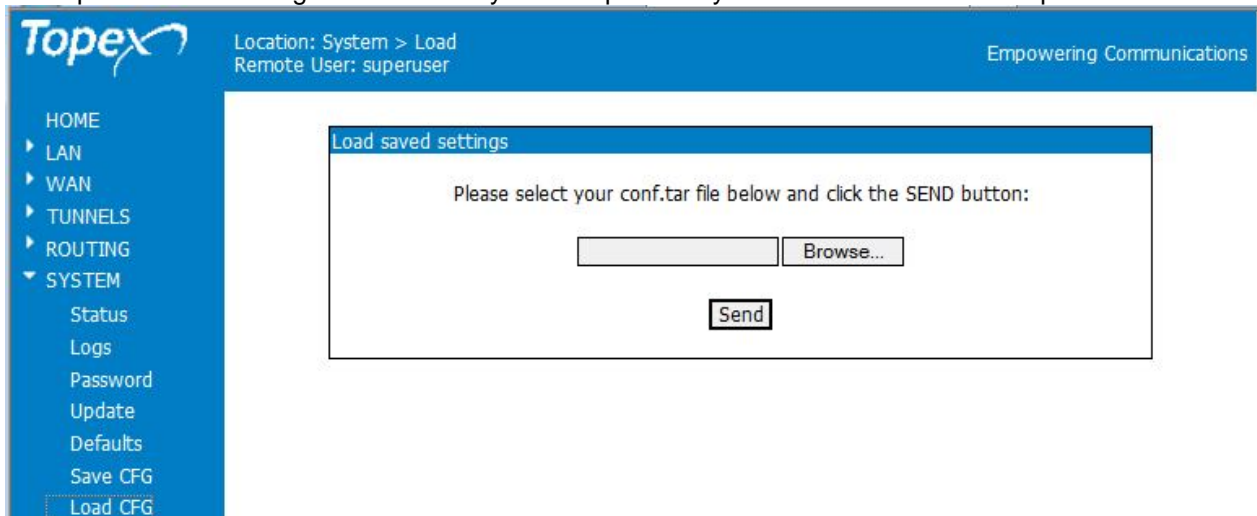 Topex
Location: System > Load
Remote User: superuser
Empowering Communications
HOME
LAN
WAN
TUNNELS
ROUTING
SYSTEM
Status
Logs
Password
Update
Defaults
Save CFG
Load CFG
Load saved settings
Please select your conf.tar file below and click the SEND button:
Browse...
Send